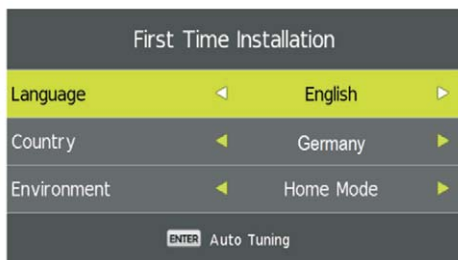 First Time Installation
Language English
Country Germany
Environment Home Mode
ENTER Auto Tuning